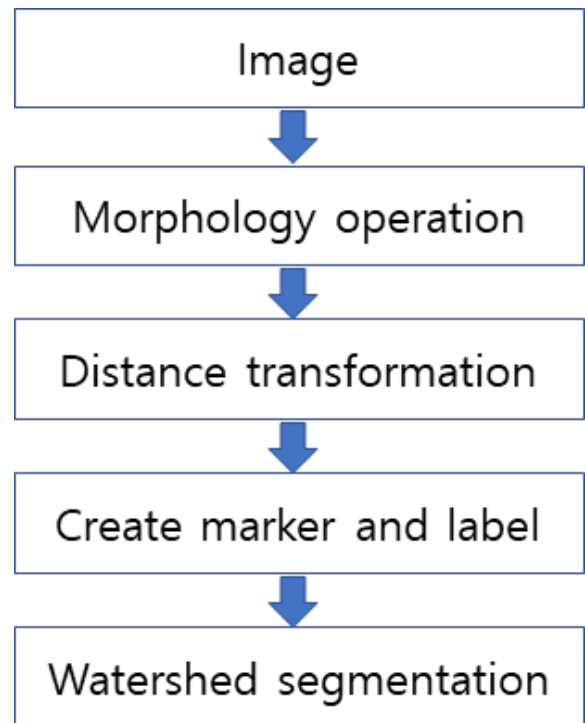 Image
Morphology operation
Distance transformation
Create marker and label
Watershed segmentation